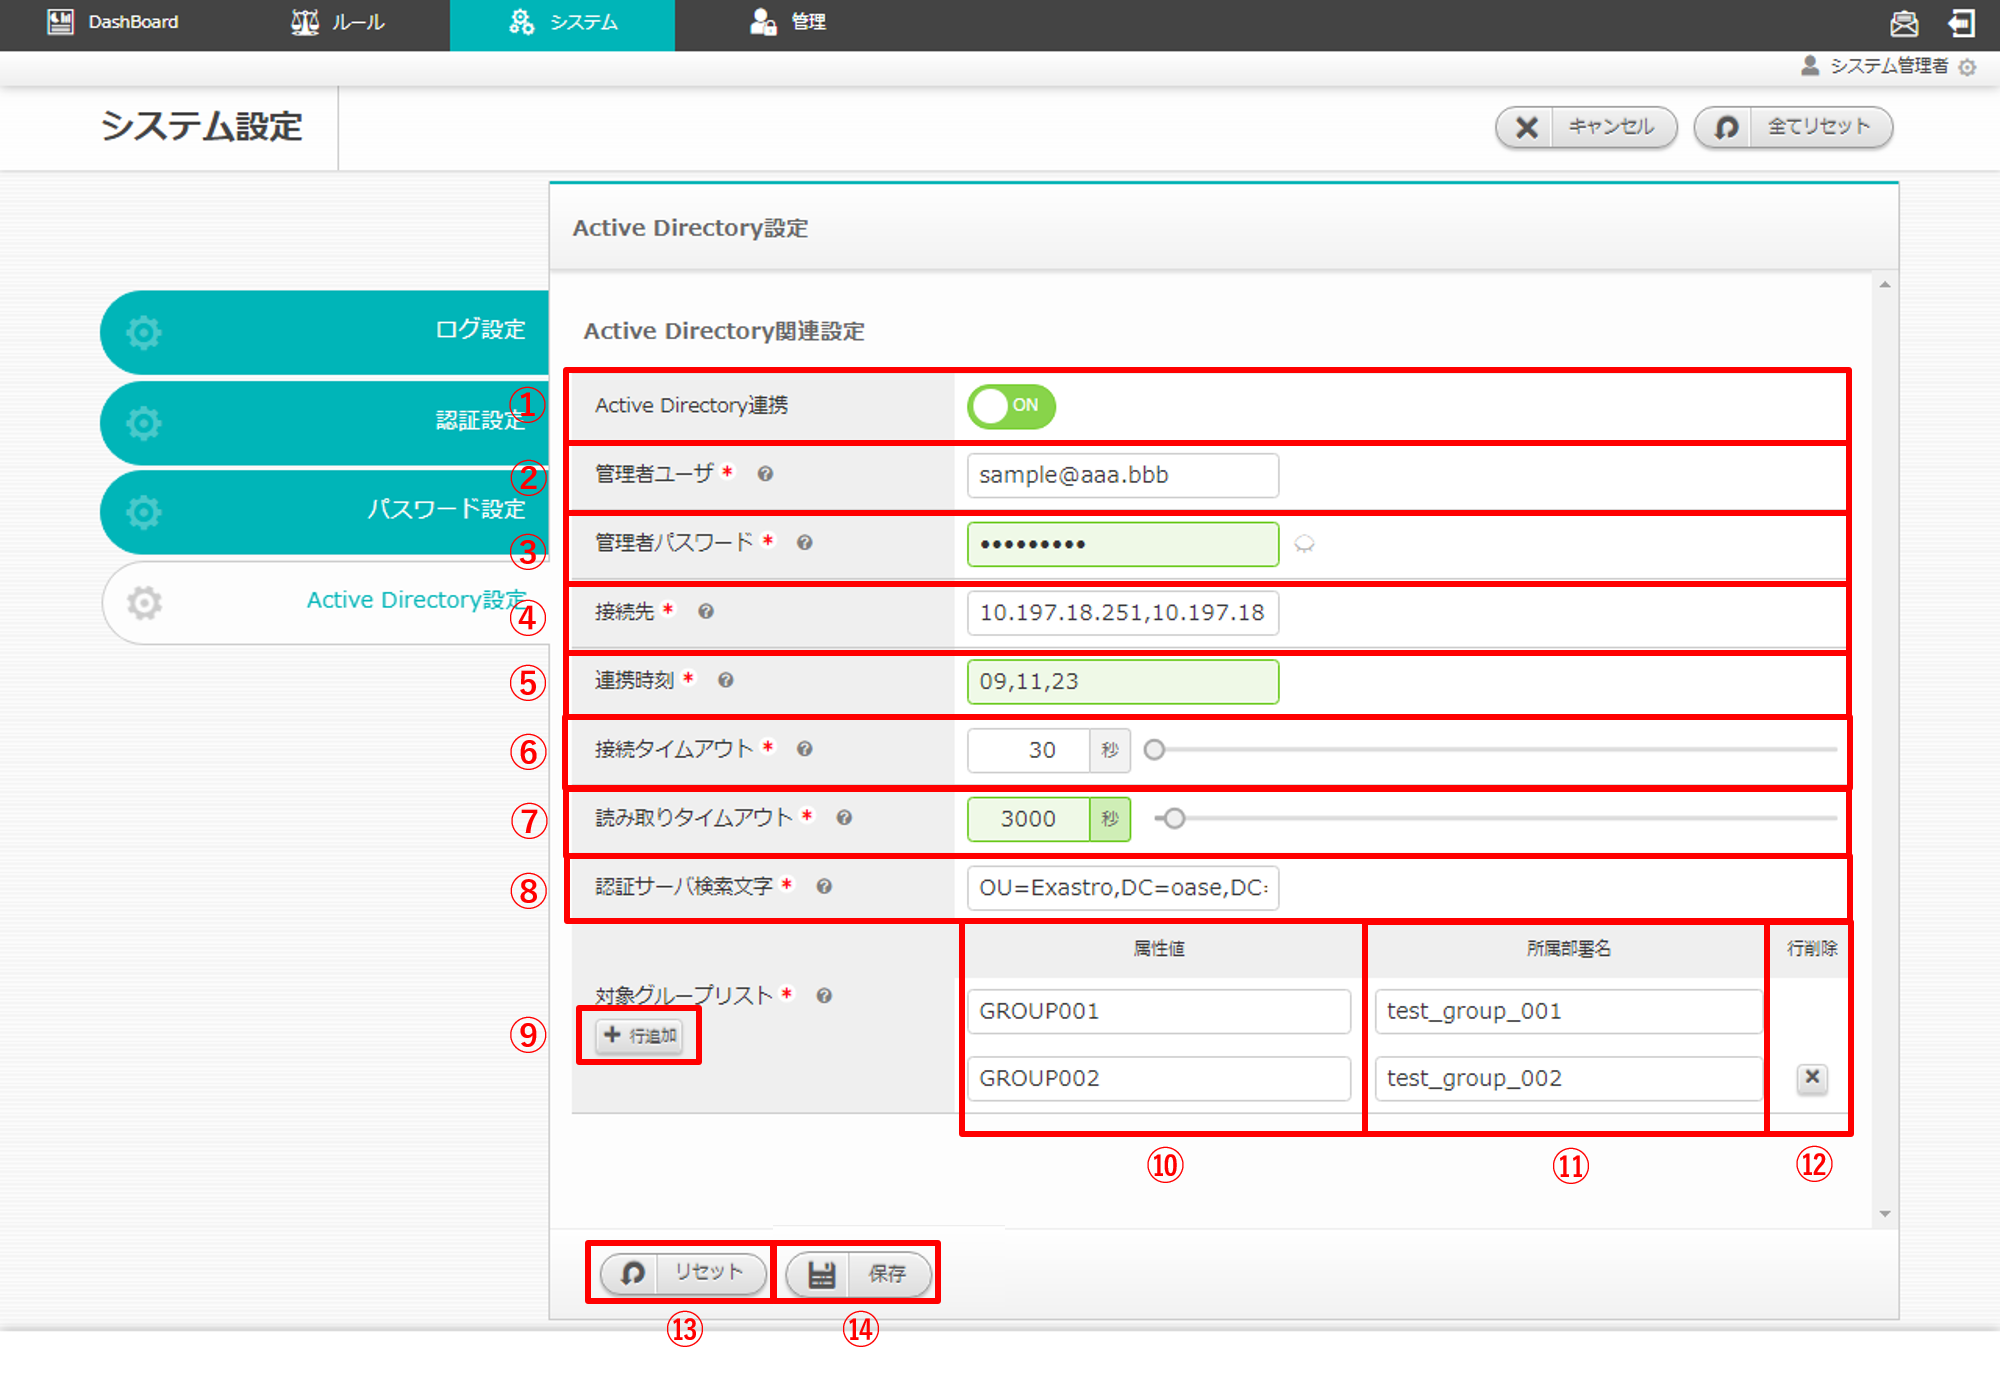 DashBoard
ルール
システム
管理
システム管理者
システム設定
キャンセル
全てリセット
Active Directory設定
ログ設定
認証設定
パスワード設定
Active Directory設定
Active Directory関連設定
① Active Directory連携 ON
② 管理者ユーザ * sample@aaa.bbb
③ 管理者パスワード * •••••••••
④ 接続先 * 10.197.18.251,10.197.18
⑤ 連携時刻 * 09,11,23
⑥ 接続タイムアウト * 30 秒
⑦ 読み取りタイムアウト * 3000 秒
⑧ 認証サーバ検索文字 * OU=Exastro,DC=oase,DC=
属性値 所属部署名 行削除
対象グループリスト *
⑨ 行追加
GROUP001 test_group_001
GROUP002 test_group_002
⑩ ⑪ ⑫
リセット 保存
⑬ ⑭